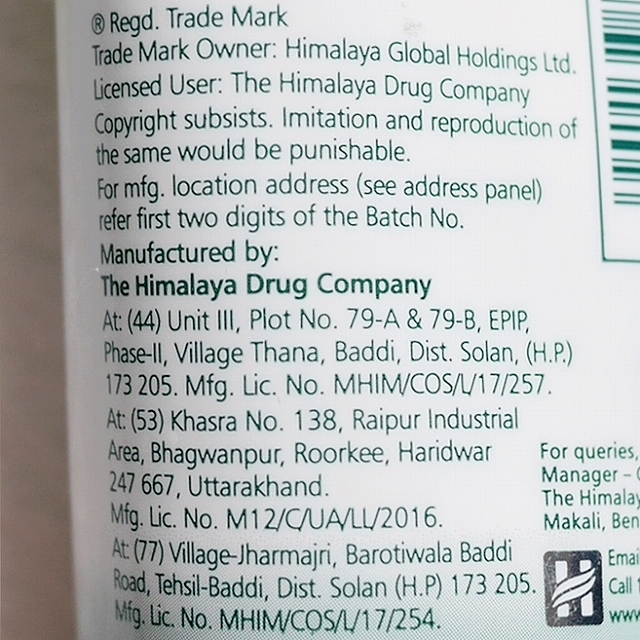 ® Regd. Trade Mark
Trade Mark Owner: Himalaya Global Holdings Ltd.
Licensed User: The Himalaya Drug Company
Copyright subsists. Imitation and reproduction of
the same would be punishable.
For mfg. location address (see address panel)
refer first two digits of the Batch No.
Manufactured by:
The Himalaya Drug Company
At: (44) Unit III, Plot No. 79-A & 79-B, EPIP,
Phase-II, Village Thana, Baddi, Dist. Solan, (H.P.)
173 205. Mfg. Lic. No. MHIM/COS/L/17/257.
At: (53) Khasra No. 138, Raipur Industrial
Area, Bhagwanpur, Roorkee, Haridwar
247 667, Uttarakhand.
Mfg. Lic. No. M12/C/UA/LL/2016.
At: (77) Village-Jharmajri, Barotiwala Baddi
Road, Tehsil-Baddi, Dist. Solan (H.P) 173 205.
Mfg. Lic. No. MHIM/COS/L/17/254.
For queries,
Manager –
The Himalay
Makali, Ben
Emai
Call
www